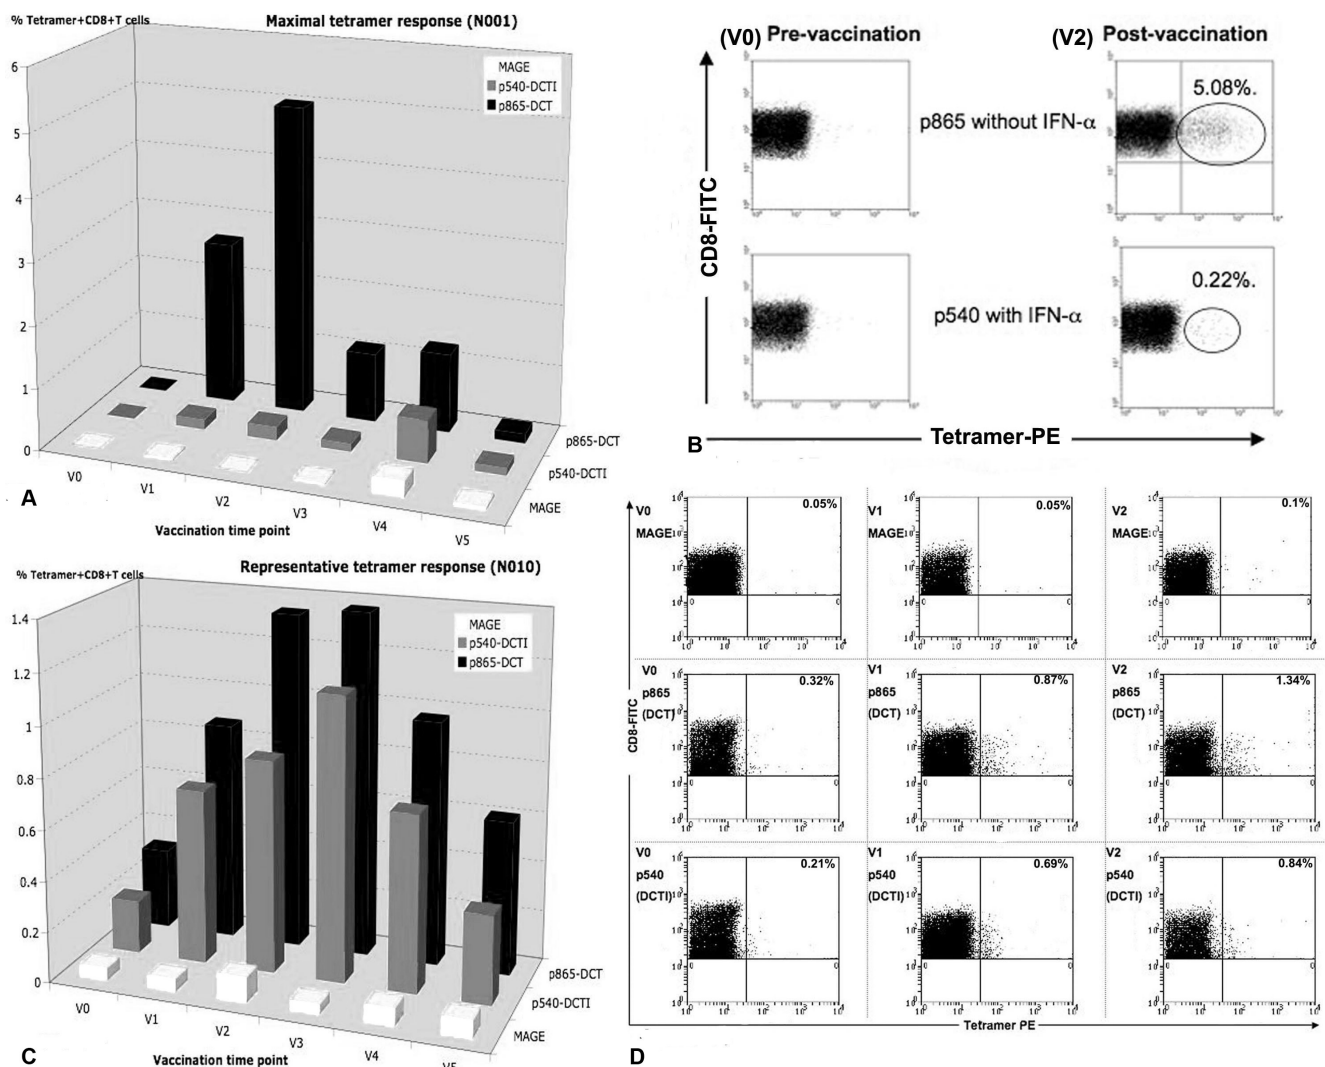 % Tetramer+CD8+T cells
Maximal tetramer response (N001)
MAGE
p540-DCTI
p865-DCT
6
5
4
3
2
1
0
V0
V1
V2
V3
V4
V5
p865-DCT
p540-DCTI
MAGE
Vaccination time point
A
(V0) Pre-vaccination
(V2) Post-vaccination
5.08%.
p865 without IFN-α
0.22%.
p540 with IFN-α
CD8-FITC
Tetramer-PE
B
% Tetramer+CD8+T cells
Representative tetramer response (N010)
MAGE
p540-DCTI
p865-DCT
1.4
1.2
1
0.8
0.6
0.4
0.2
0
V0
V1
V2
V3
V4
V5
p865-DCT
p540-DCTI
MAGE
Vaccination time point
C
V0
MAGE
0.05%
V1
MAGE
0.05%
V2
MAGE
0.1%
V0
p865
(DCT)
0.32%
V1
p865
(DCT)
0.87%
V2
p865
(DCT)
1.34%
V0
p540
(DCTI)
0.21%
V1
p540
(DCTI)
0.69%
V2
p540
(DCTI)
0.84%
CD8-FITC
Tetramer PE
D